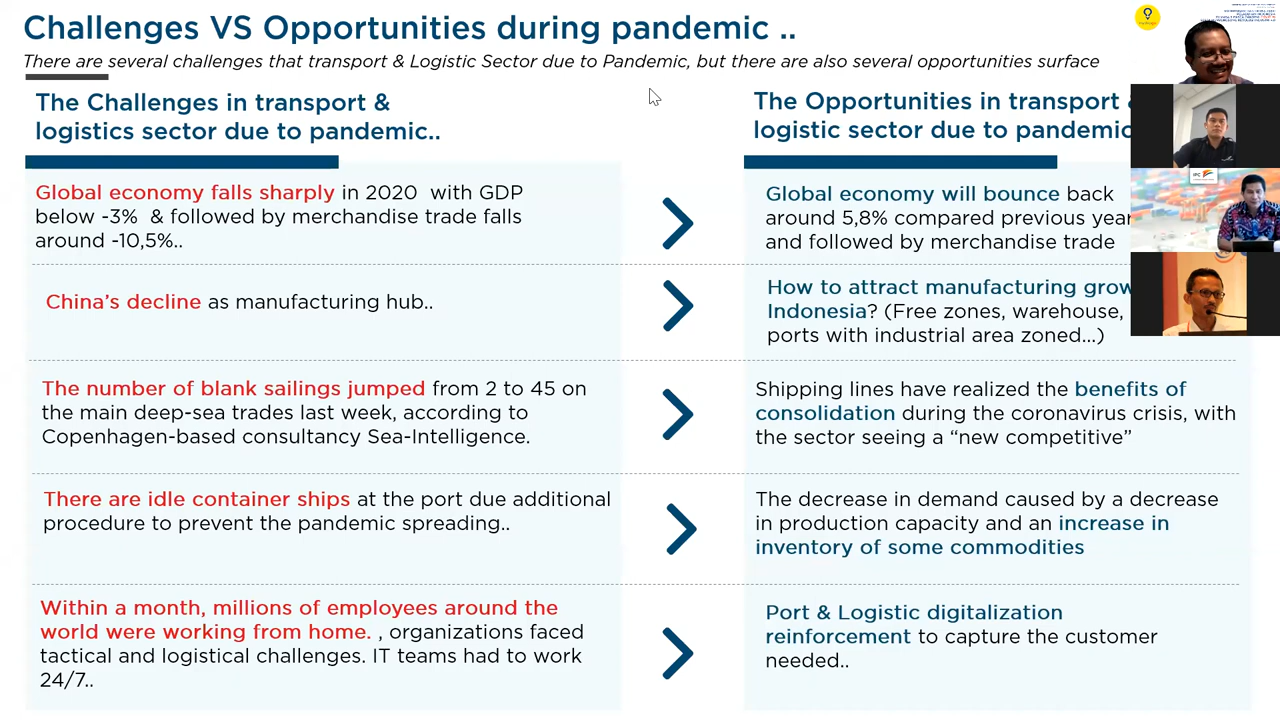 Challenges VS Opportunities during pandemic ..
There are several challenges that transport & Logistic Sector due to Pandemic, but there are also several opportunities surface
The Challenges in transport &
logistics sector due to pandemic..
Global economy falls sharply in 2020 with GDP
below -3% & followed by merchandise trade falls
around -10,5%..
China's decline as manufacturing hub..
The number of blank sailings jumped from 2 to 45 on
the main deep-sea trades last week, according to
Copenhagen-based consultancy Sea-Intelligence.
There are idle container ships at the port due additional
procedure to prevent the pandemic spreading..
Within a month, millions of employees around the
world were working from home. , organizations faced
tactical and logistical challenges. IT teams had to work
24/7..
The Opportunities in transport
logistic sector due to pandemic
Global economy will bounce back
around 5,8% compared previous year
and followed by merchandise trade
How to attract manufacturing grow
Indonesia? (Free zones, warehouse,
ports with industrial area zoned...)
Shipping lines have realized the benefits of
consolidation during the coronavirus crisis, with
the sector seeing a “new competitive”
The decrease in demand caused by a decrease
in production capacity and an increase in
inventory of some commodities
Port & Logistic digitalization
reinforcement to capture the customer
needed..
IPC